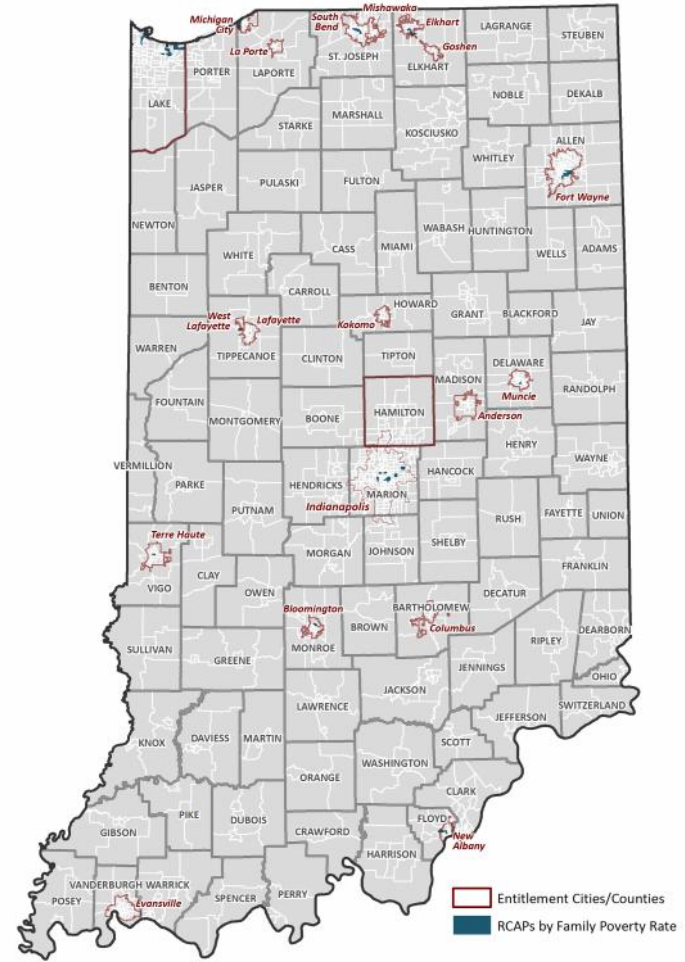 Mishawaka
Michigan
City
South
Bend
Elkhart
LAGRANGE
STEUBEN
La Porte
Goshen
PORTER
LAPORTE
ST. JOSEPH
ELKHART
LAKE
NOBLE
DEKALB
STARKE
MARSHALL
KOSCIUSKO
ALLEN
WHITLEY
JASPER
PULASKI
FULTON
Fort Wayne
NEWTON
WABASH
HUNTINGTON
WHITE
CASS
MIAMI
WELLS
ADAMS
BENTON
CARROLL
HOWARD
GRANT
BLACKFORD
JAY
West
Lafayette
Lafayette
Kokomo
WARREN
TIPPECANOE
CLINTON
TIPTON
DELAWARE
MADISON
RANDOLPH
Muncie
FOUNTAIN
MONTGOMERY
BOONE
HAMILTON
Anderson
HENRY
WAYNE
VERMILLION
PARKE
HENDRICKS
HANCOCK
MARION
PUTNAM
Indianapolis
RUSH
FAYETTE
UNION
Terre Haute
MORGAN
JOHNSON
SHELBY
FRANKLIN
CLAY
VIGO
OWEN
DECATUR
Bloomington
BARTHOLOMEW
BROWN
Columbus
DEARBORN
RIPLEY
SULLIVAN
GREENE
MONROE
JENNINGS
OHIO
JACKSON
LAWRENCE
SWITZERLAND
JEFFERSON
KNOX
DAVIESS
MARTIN
SCOTT
WASHINGTON
ORANGE
CLARK
PIKE
DUBOIS
FLOYD
GIBSON
CRAWFORD
New
Albany
HARRISON
VANDERBURGH
WARRICK
POSEY
Evansville
SPENCER
PERRY
Entitlement Cities/Counties
RCAPs by Family Poverty Rate